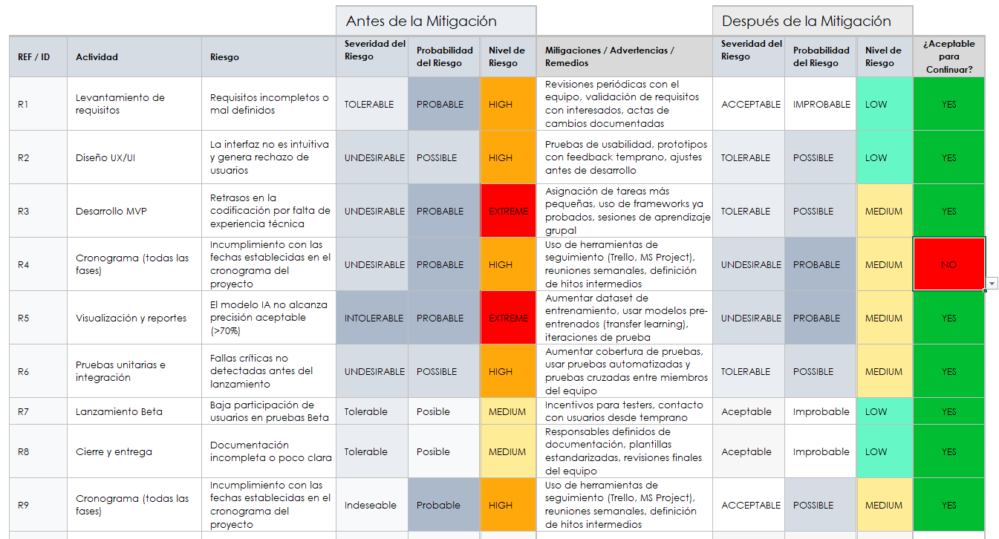 Antes de la Mitigación
Después de la Mitigación
REF / ID
Actividad
Riesgo
Severidad del
Riesgo
Probabilidad
del Riesgo
Nivel de
Riesgo
Mitigaciones / Advertencias /
Remedios
Severidad del
Riesgo
Probabilidad
del Riesgo
Nivel de
Riesgo
¿Aceptable
para
Continuar?
R1
Levantamiento de
requisitos
Requisitos incompletos o
mal definidos
TOLERABLE
PROBABLE
HIGH
Revisiones periódicas con el
equipo, validación de requisitos
con interesados, actas de
cambios documentadas
ACCEPTABLE
IMPROBABLE
LOW
YES
R2
Diseño UX/UI
La interfaz no es intuitiva
y genera rechazo de
usuarios
UNDESIRABLE
POSSIBLE
HIGH
Pruebas de usabilidad, prototipos
con feedback temprano, ajustes
antes de desarrollo
TOLERABLE
POSSIBLE
LOW
YES
R3
Desarrollo MVP
Retrasos en la
codificación por falta de
experiencia técnica
UNDESIRABLE
PROBABLE
EXTREME
Asignación de tareas más
pequeñas, uso de frameworks ya
probados, sesiones de aprendizaje
grupal
TOLERABLE
POSSIBLE
MEDIUM
YES
R4
Cronograma (todas las
fases)
Incumplimiento con las
fechas establecidas en el
cronograma del
proyecto
UNDESIRABLE
PROBABLE
HIGH
Uso de herramientas de
seguimiento (Trello, MS Project),
reuniones semanales, definición
de hitos intermedios
UNDESIRABLE
PROBABLE
MEDIUM
NO
R5
Visualización y reportes
El modelo IA no alcanza
precisión aceptable
(>70%)
INTOLERABLE
PROBABLE
EXTREME
Aumentar dataset de
entrenamiento, usar modelos pre-
entrenados (transfer learning),
iteraciones de prueba
UNDESIRABLE
PROBABLE
MEDIUM
YES
R6
Pruebas unitarias e
integración
Fallas críticas no
detectadas antes del
lanzamiento
UNDESIRABLE
POSSIBLE
HIGH
Aumentar cobertura de pruebas,
usar pruebas automatizadas y
pruebas cruzadas entre miembros
del equipo
TOLERABLE
POSSIBLE
MEDIUM
YES
R7
Lanzamiento Beta
Baja participación de
usuarios en pruebas Beta
Tolerable
Posible
MEDIUM
Incentivos para testers, contacto
con usuarios desde temprano
Aceptable
Improbable
LOW
YES
R8
Cierre y entrega
Documentación
incompleta o poco clara
Tolerable
Posible
MEDIUM
Responsables definidos de
documentación, plantillas
estandarizadas, revisiones finales
del equipo
Aceptable
Improbable
LOW
YES
R9
Cronograma (todas las
fases)
Incumplimiento con las
fechas establecidas en el
cronograma del
proyecto
Indeseable
Probable
HIGH
Uso de herramientas de
seguimiento (Trello, MS Project),
reuniones semanales, definición
de hitos intermedios
ACCEPTABLE
POSSIBLE
MEDIUM
YES